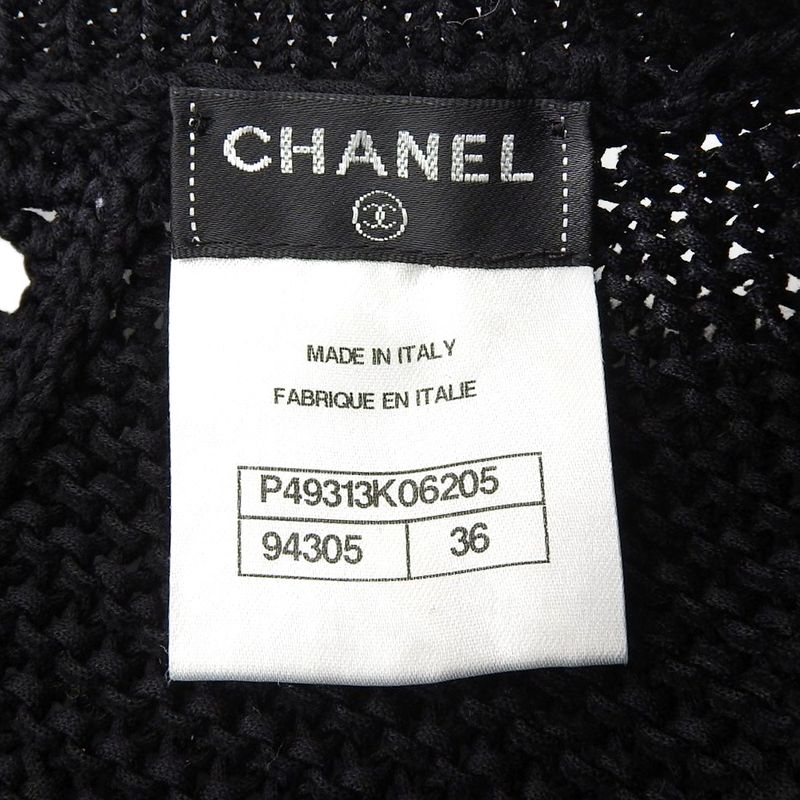 CHANEL
MADE IN ITALY
FABRIQUE EN ITALIE
P49313K06205
94305 36